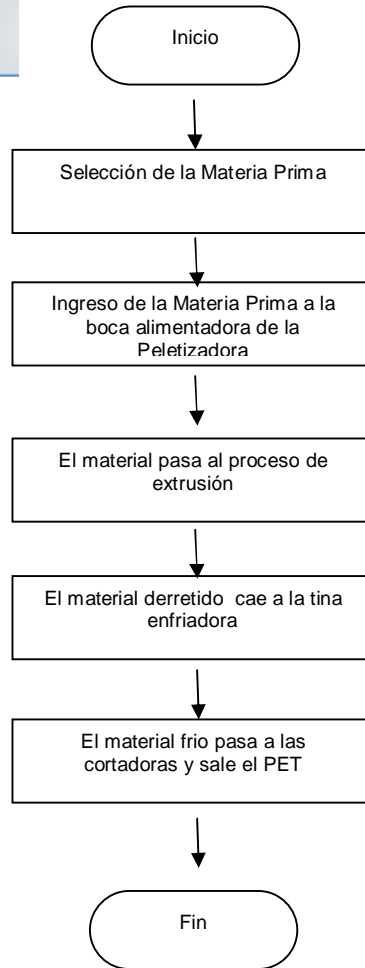 Inicio
Selección de la Materia Prima
Ingreso de la Materia Prima a la
boca alimentadora de la
Peletizadora
El material pasa al proceso de
extrusión
El material derretido cae a la tina
enfriadora
El material frio pasa a las
cortadoras y sale el PET
Fin